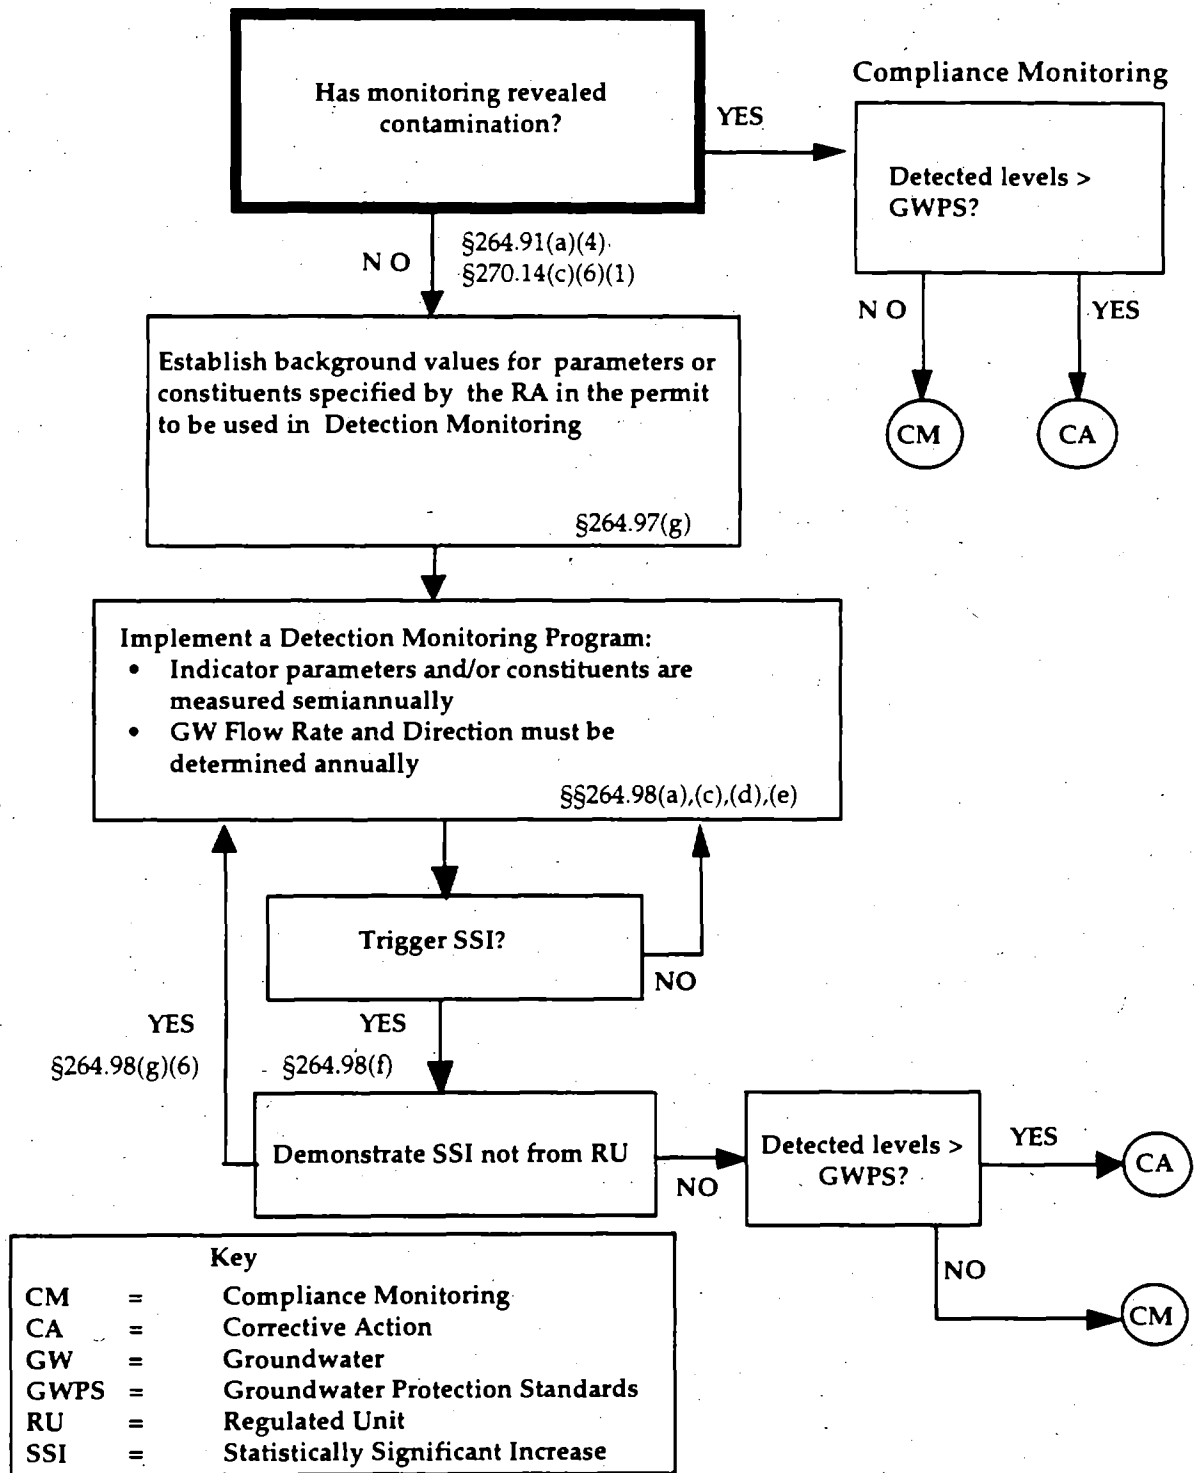 Has monitoring revealed
contamination?
YES
Compliance Monitoring
Detected levels >
GWPS?
NO
§264.91(a)(4)
§270.14(c)(6)(1)
NO
YES
CM
CA
Establish background values for parameters or
constituents specified by the RA in the permit
to be used in Detection Monitoring
§264.97(g)
Implement a Detection Monitoring Program:
• Indicator parameters and/or constituents are
measured semiannually
• GW Flow Rate and Direction must be
determined annually
§§264.98(a),(c),(d),(e)
Trigger SSI?
NO
YES
§264.98(g)(6)
YES
§264.98(f)
Demonstrate SSI not from RU
NO
Detected levels >
GWPS?
YES
CA
NO
CM
Key
CM = Compliance Monitoring
CA = Corrective Action
GW = Groundwater
GWPS = Groundwater Protection Standards
RU = Regulated Unit
SSI = Statistically Significant Increase